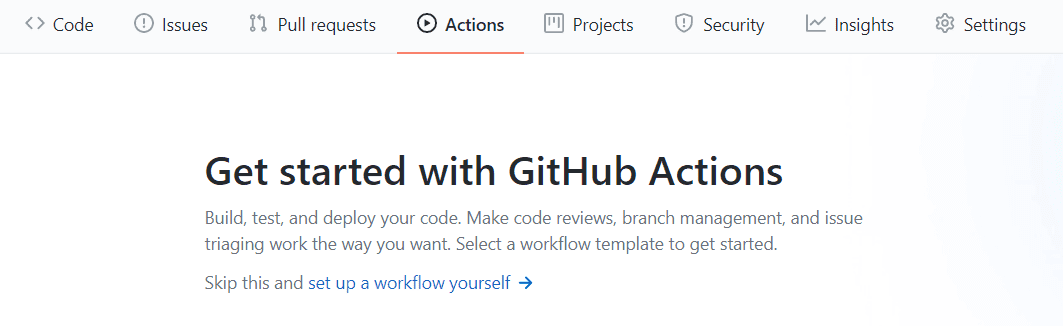 Code Issues Pull requests Actions Projects Security Insights Settings
Get started with GitHub Actions
Build, test, and deploy your code. Make code reviews, branch management, and issue
triaging work the way you want. Select a workflow template to get started.
Skip this and set up a workflow yourself →